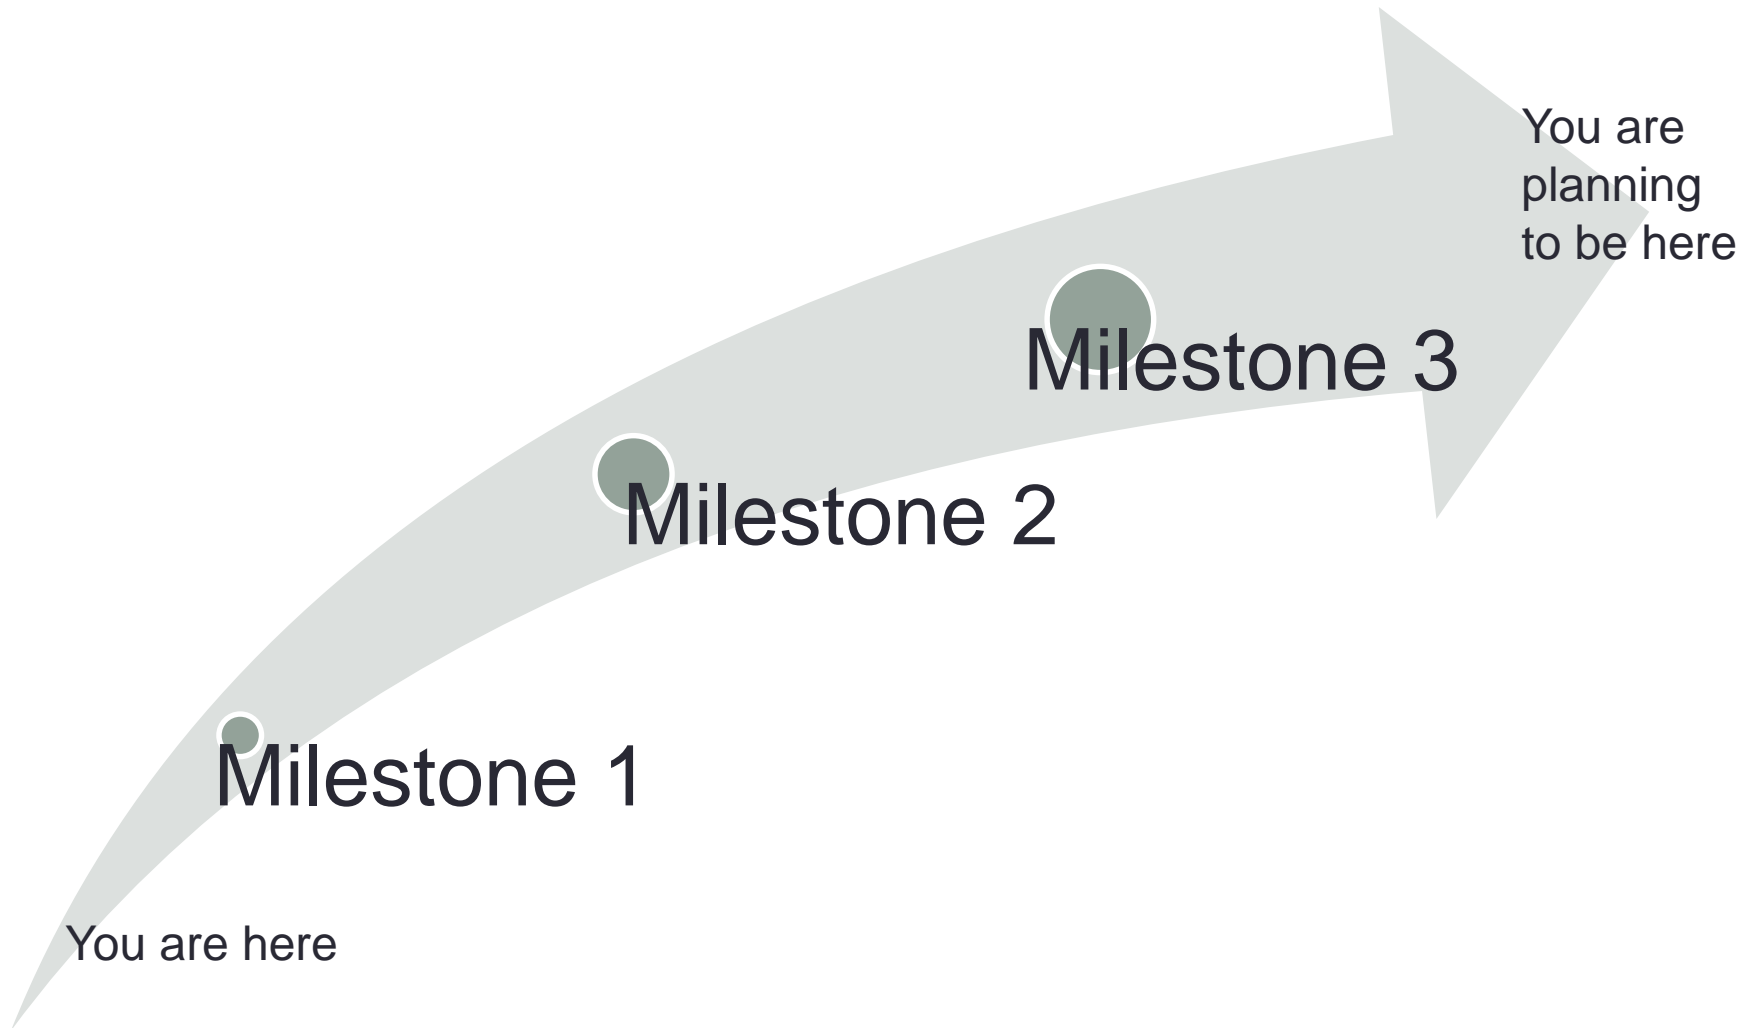 You are
planning
to be here
Milestone 3
Milestone 2
Milestone 1
You are here